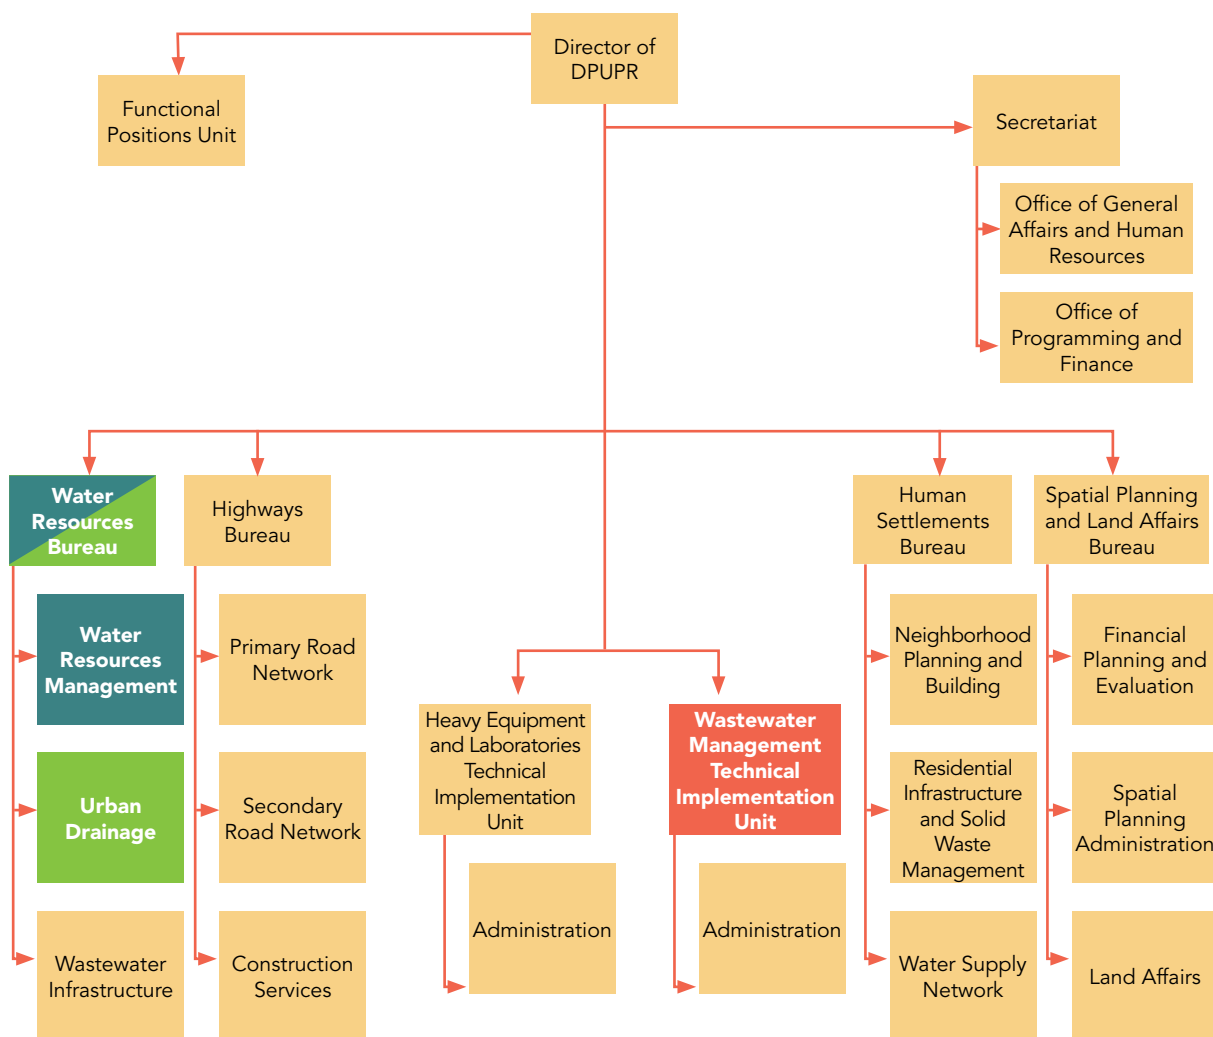 Director of
DPUPR
Functional
Positions Unit
Secretariat
Office of General
Affairs and Human
Resources
Office of
Programming and
Finance
Water
Resources
Bureau
Highways
Bureau
Human
Settlements
Bureau
Spatial Planning
and Land Affairs
Bureau
Water
Resources
Management
Primary Road
Network
Neighborhood
Planning and
Building
Financial
Planning and
Evaluation
Heavy Equipment
and Laboratories
Technical
Implementation
Unit
Wastewater
Management
Technical
Implementation
Unit
Urban
Drainage
Secondary
Road Network
Residential
Infrastructure
and Solid
Waste
Management
Spatial
Planning
Administration
Administration
Administration
Wastewater
Infrastructure
Construction
Services
Water Supply
Network
Land Affairs